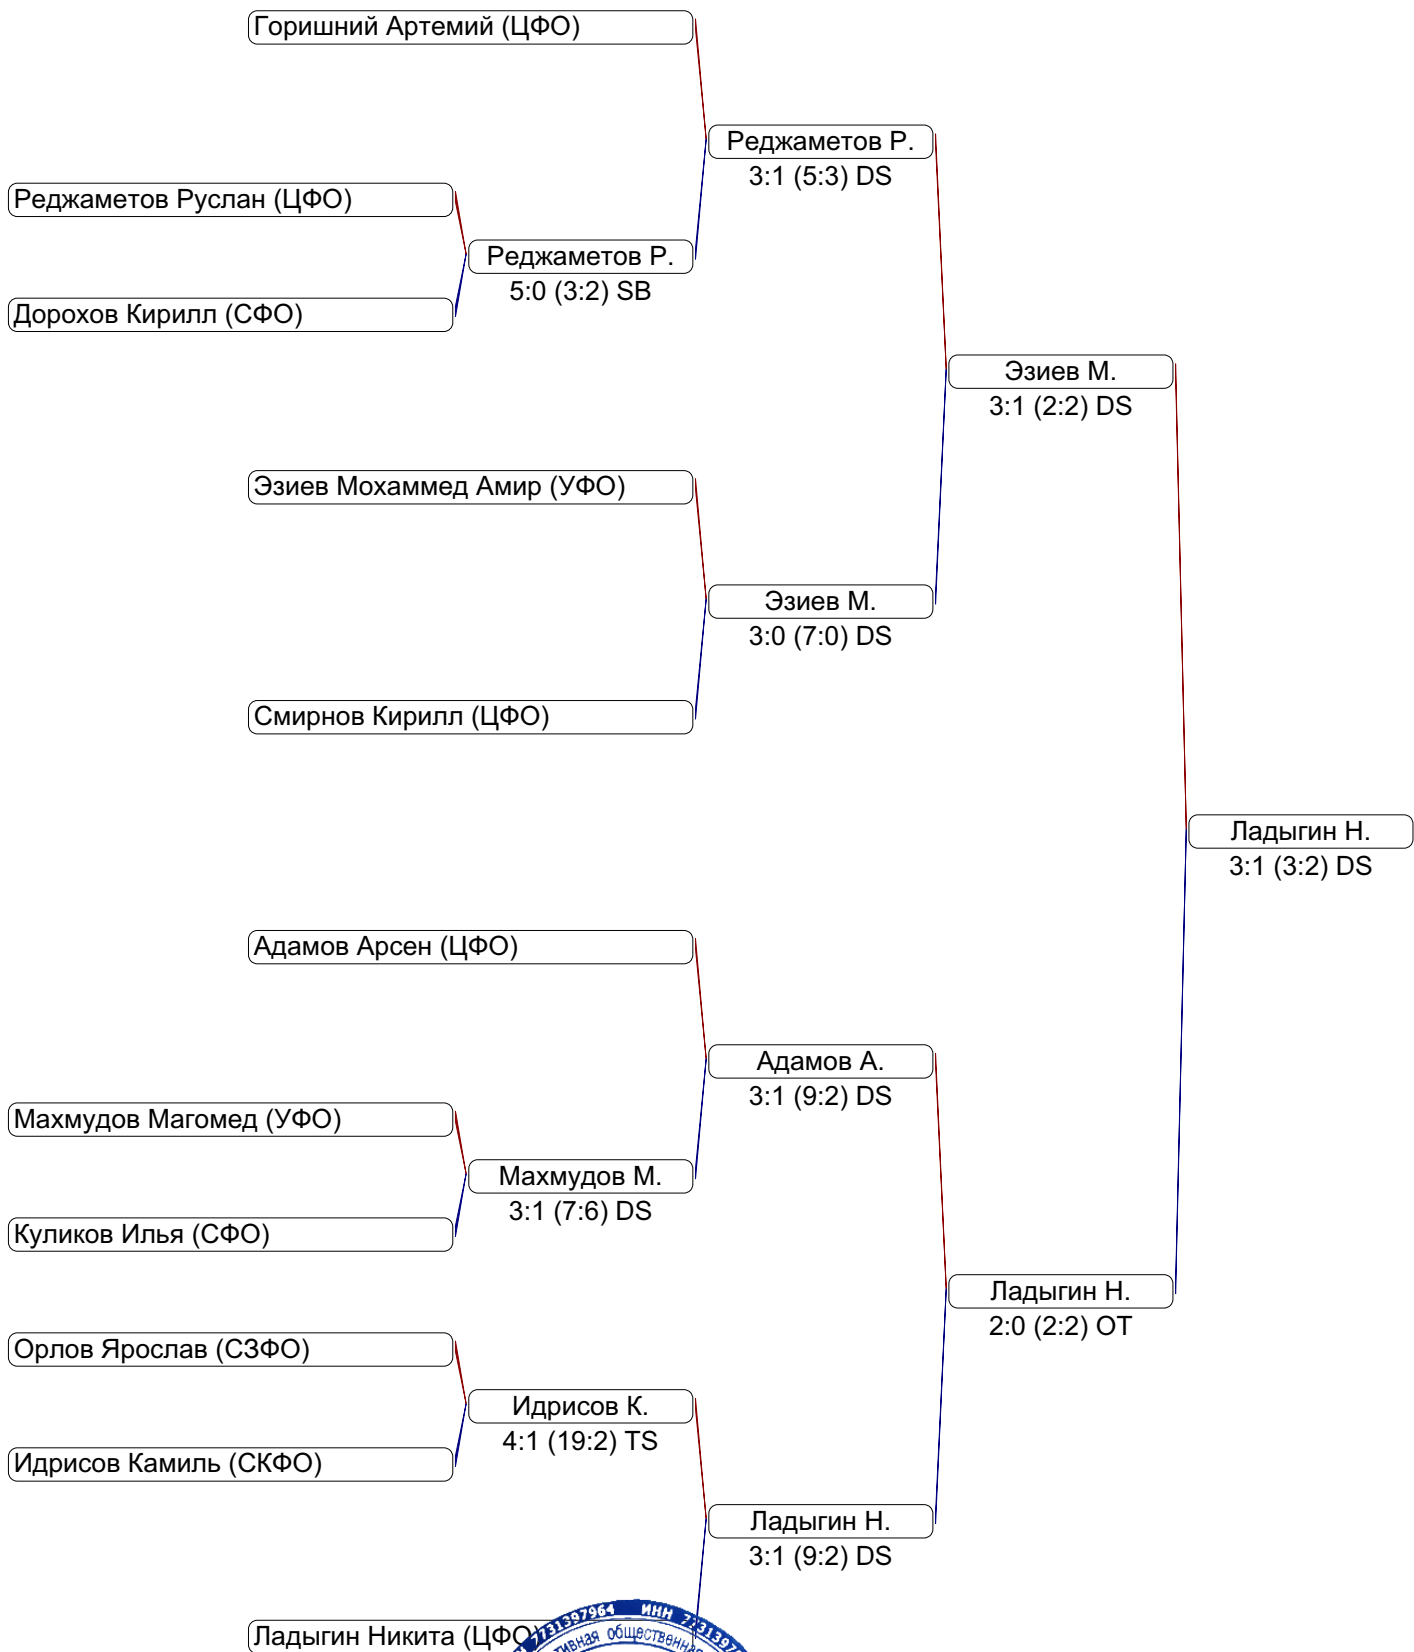 Горишний Артемий (ЦФО)
Реджаметов Р.
3:1 (5:3) DS
Реджаметов Руслан (ЦФО)
Реджаметов Р.
5:0 (3:2) SB
Дорохов Кирилл (СФО)
Эзиев М.
3:1 (2:2) DS
Эзиев Мохаммед Амир (УФО)
Эзиев М.
3:0 (7:0) DS
Смирнов Кирилл (ЦФО)
Ладыгин Н.
3:1 (3:2) DS
Адамов Арсен (ЦФО)
Адамов А.
3:1 (9:2) DS
Махмудов Магомед (УФО)
Махмудов М.
3:1 (7:6) DS
Куликов Илья (СФО)
Ладыгин Н.
2:0 (2:2) OT
Орлов Ярослав (СЗФО)
Идрисов К.
4:1 (19:2) TS
Идрисов Камиль (СКФО)
Ладыгин Н.
3:1 (9:2) DS
Ладыгин Никита (ЦФО)
7731397964 ИНН